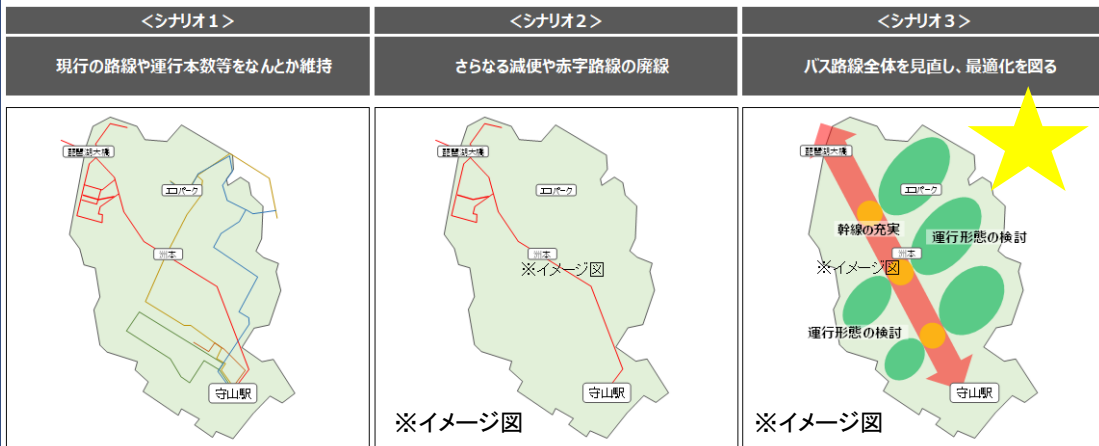 ＜シナリオ１＞
現行の路線や運行本数等をなんとか維持
琵琶湖大橋
エコパーク
洲本
守山駅
＜シナリオ２＞
さらなる減便や赤字路線の廃線
琵琶湖大橋
エコパーク
洲本
※イメージ図
守山駅
※イメージ図
＜シナリオ３＞
バス路線全体を見直し、最適化を図る
琵琶湖大橋
エコパーク
幹線の充実
運行形態の検討
洲本
※イメージ図
運行形態の検討
守山駅
※イメージ図